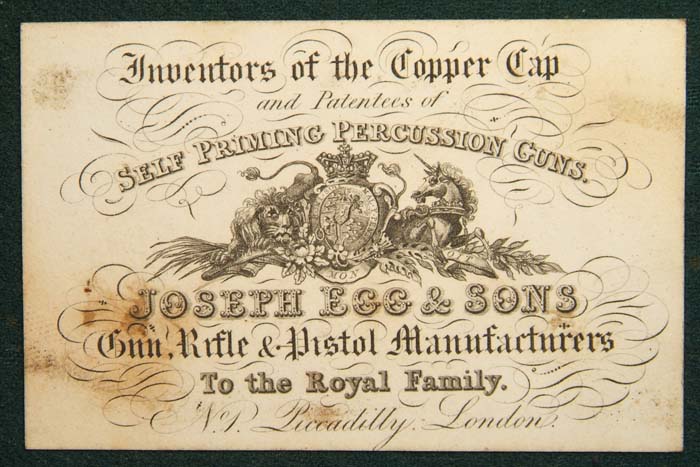 Inventors of the Copper Cap
and Patentees of
SELF PRIMING PERCUSSION GUNS.
MON
JOSEPH EGG & SONS
Gun, Rifle & Pistol Manufacturers
To the Royal Family.
No. 1. Piccadilly London.